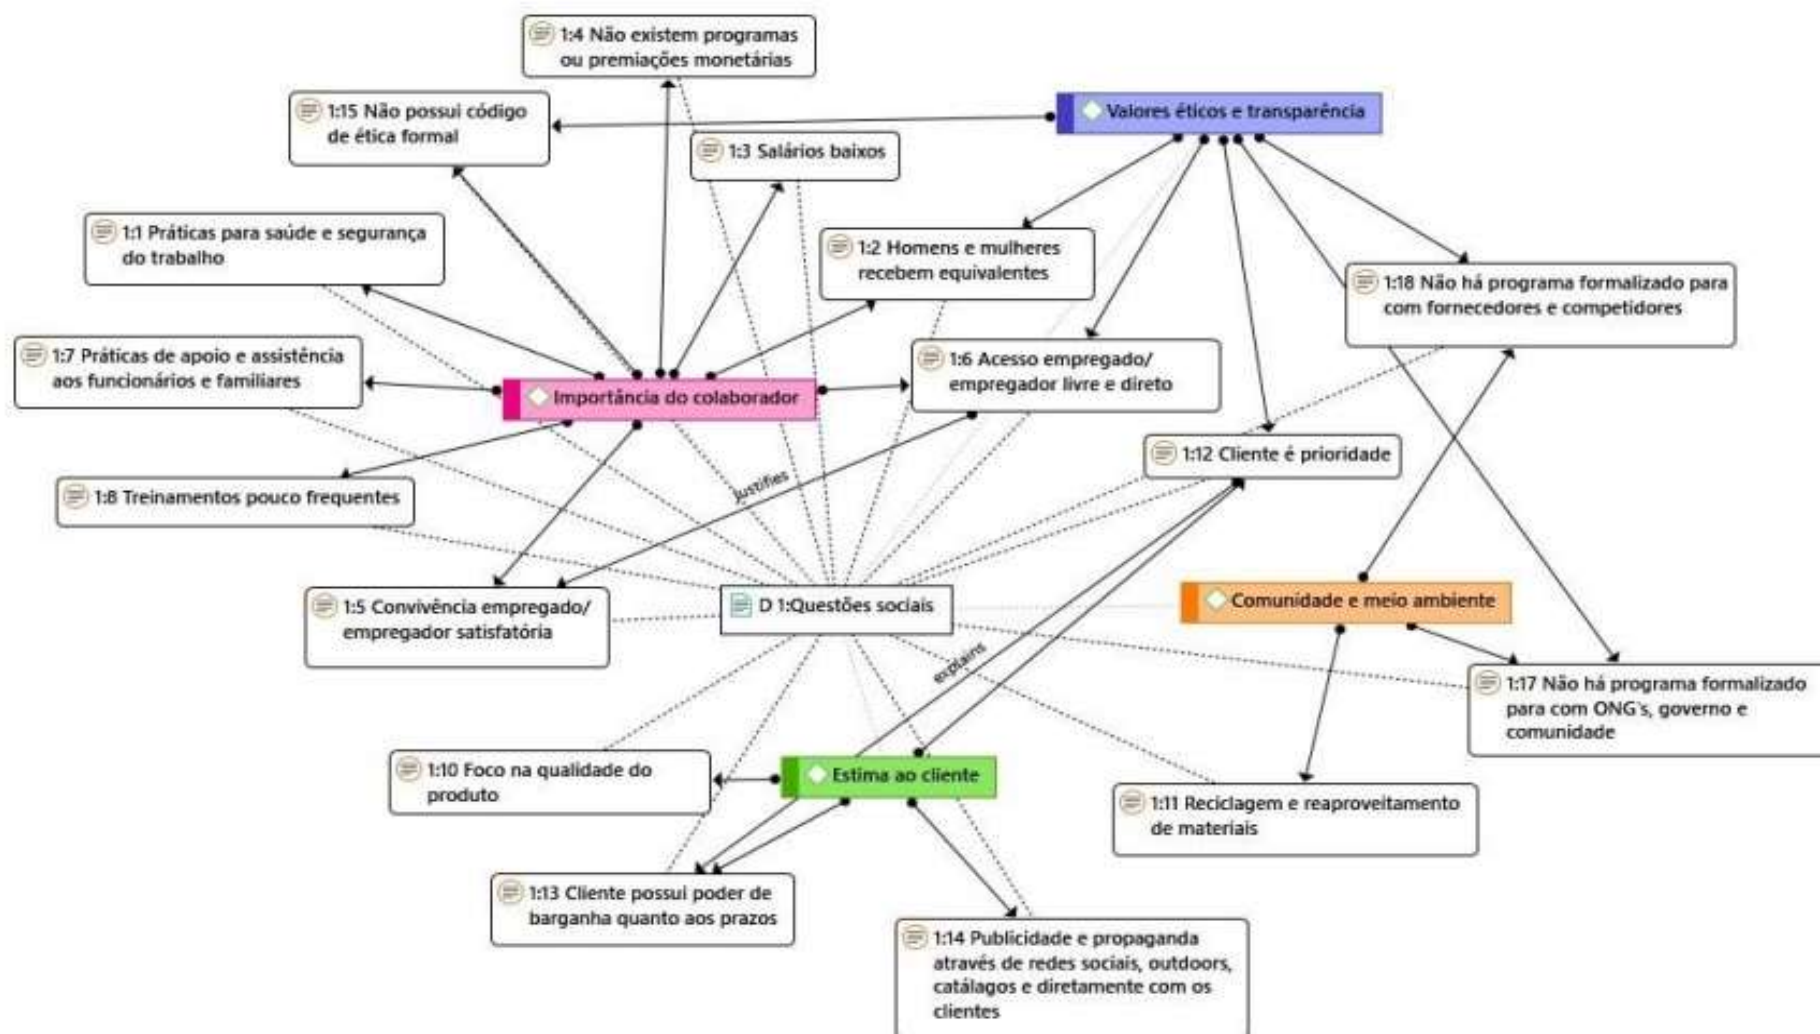 1:4 Não existem programas
ou premiações monetárias
1:15 Não possui código
de ética formal
Valores éticos e transparência
1:3 Salários baixos
1:1 Práticas para saúde e segurança
do trabalho
1:2 Homens e mulheres
recebem equivalentes
1:18 Não há programa formalizado para
com fornecedores e competidores
1:7 Práticas de apoio e assistência
aos funcionários e familiares
1:6 Acesso empregado/
empregador livre e direto
Importância do colaborador
1:12 Cliente é prioridade
1:8 Treinamentos pouco frequentes
justifies
1:5 Convivência empregado/
empregador satisfatória
D 1:Questões sociais
Comunidade e meio ambiente
explains
1:17 Não há programa formalizado
para com ONG's, governo e
comunidade
1:10 Foco na qualidade do
produto
Estima ao cliente
1:11 Reciclagem e reaproveitamento
de materiais
1:13 Cliente possui poder de
barganha quanto aos prazos
1:14 Publicidade e propaganda
através de redes sociais, outdoors,
catálagos e diretamente com os
clientes